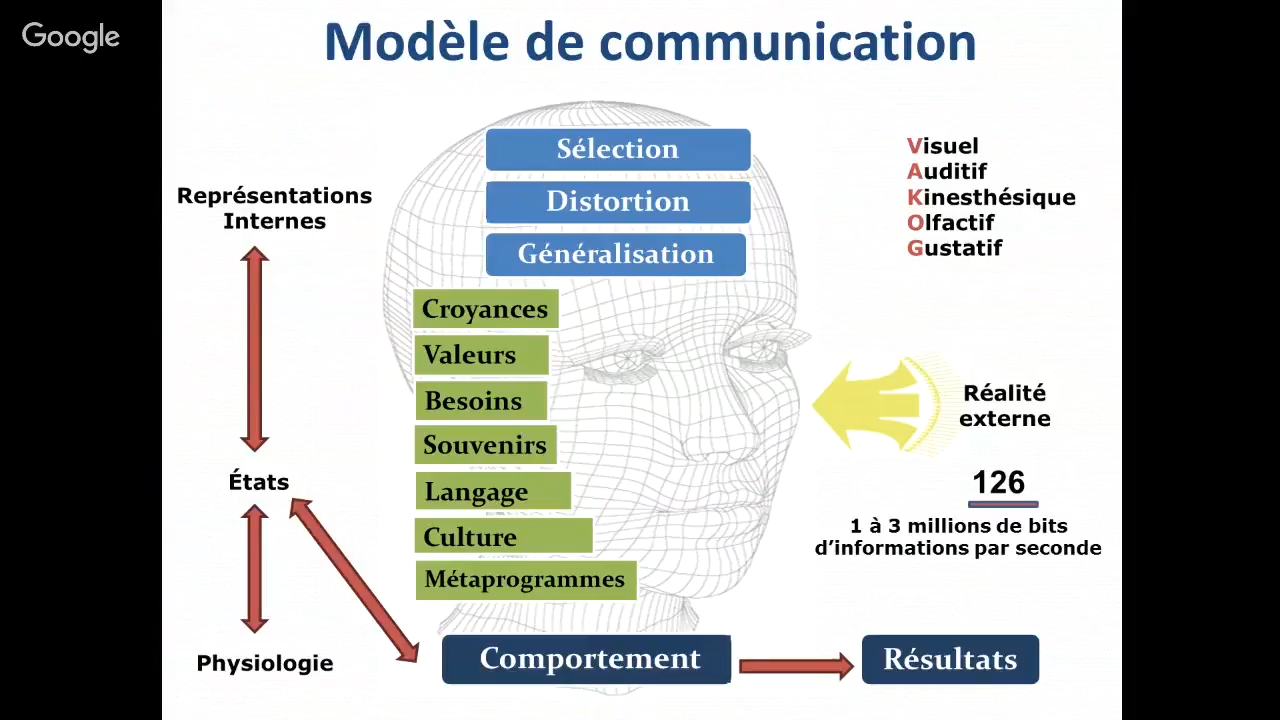 Google
Modèle de communication
Sélection
Distortion
Généralisation
Visuel
Auditif
Kinesthésique
Olfactif
Gustatif
Représentations
Internes
Croyances
Valeurs
Besoins
Souvenirs
Langage
Culture
Métaprogrammes
Réalité
externe
126
1 à 3 millions de bits
d’informations par seconde
États
Physiologie
Comportement
Résultats